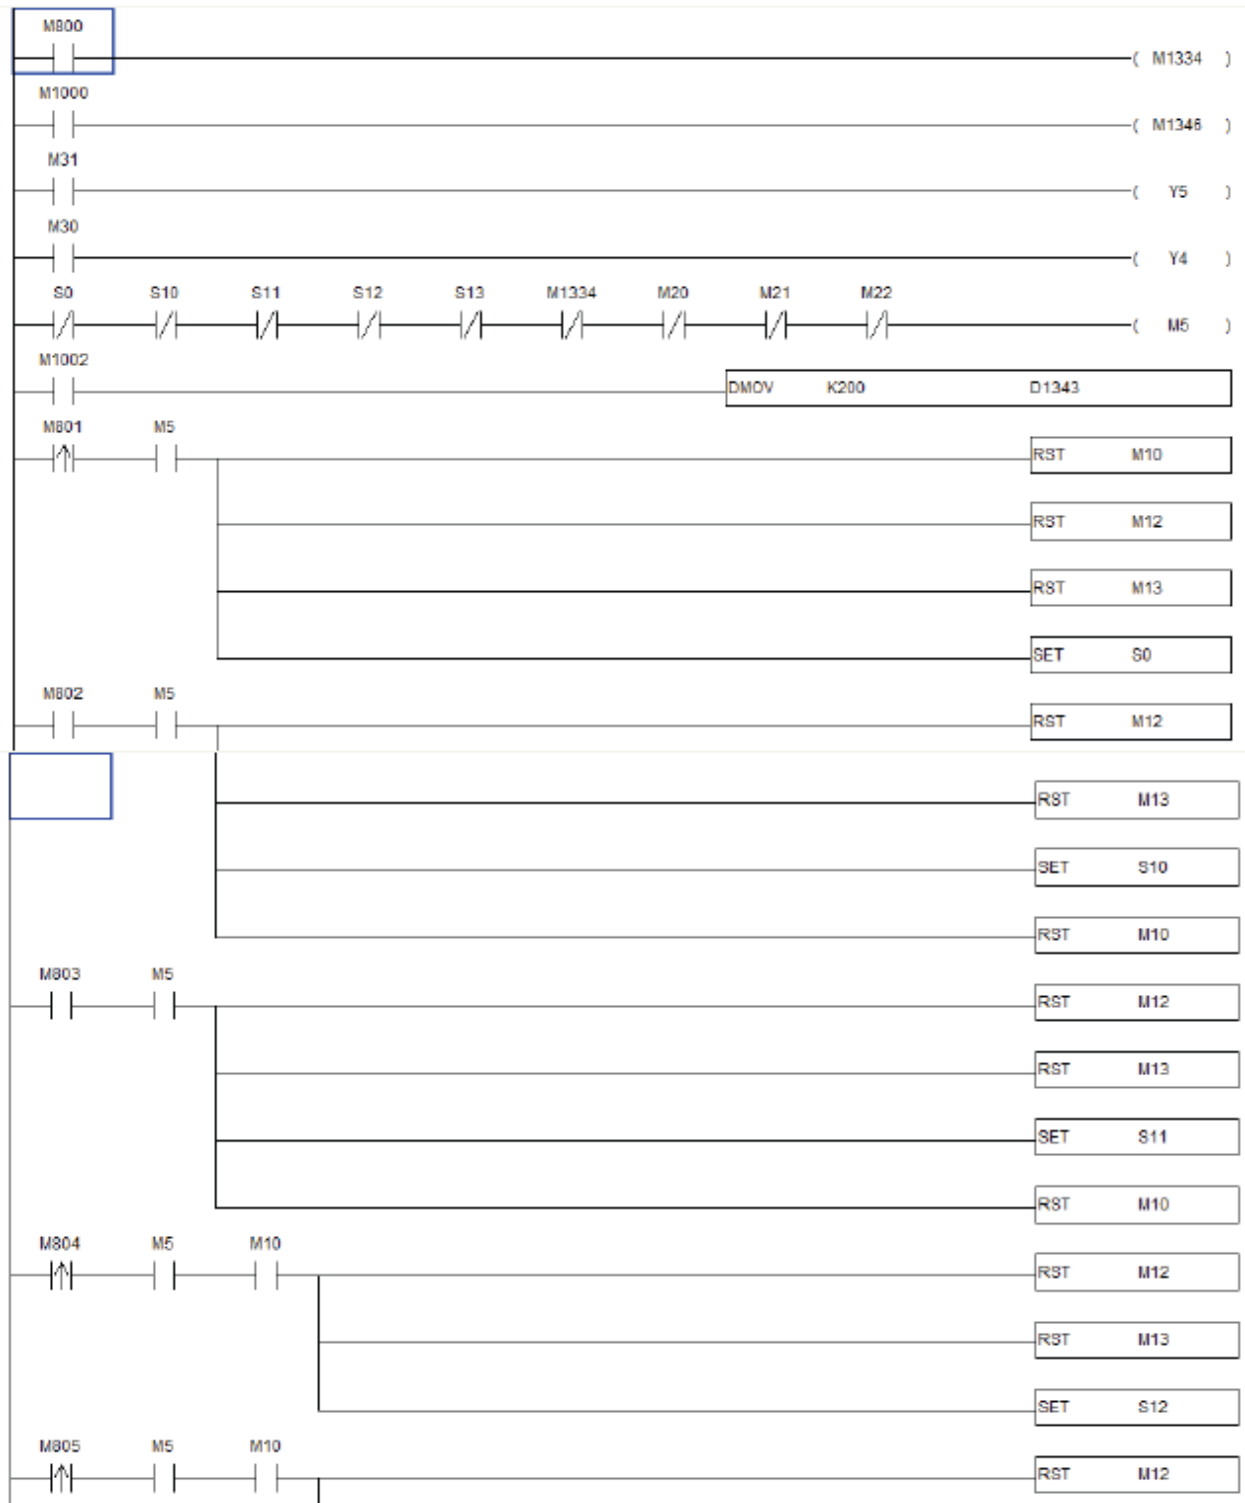 M800
( M1334 )
M1000
( M1346 )
M31
( Y5 )
M30
( Y4 )
S0 S10 S11 S12 S13 M1334 M20 M21 M22
( M5 )
M1002
DMOV K200 D1343
M801 M5
RST M10
RST M12
RST M13
SET S0
M802 M5
RST M12
RST M13
SET S10
RST M10
M803 M5
RST M12
RST M13
SET S11
RST M10
M804 M5 M10
RST M12
RST M13
SET S12
M805 M5 M10
RST M12